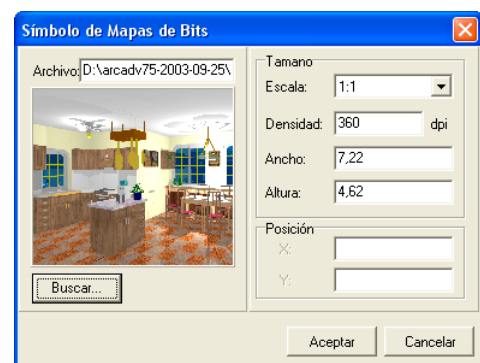 Símbolo de Mapas de Bits
Archivo: D:\arcadv75-2003-09-25\
Buscar...
Tamano
Escala: 1:1
Densidad: 360 dpi
Ancho: 7,22
Altura: 4,62
Posición
X:
Y:
Aceptar Cancelar